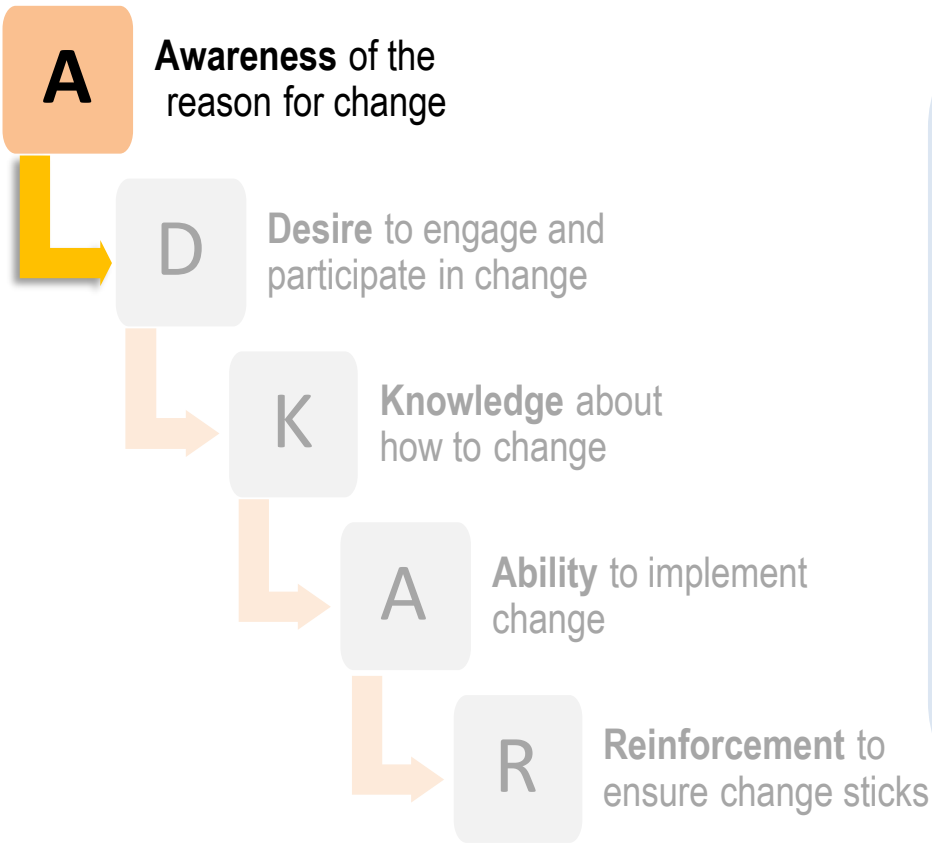 A
Awareness of the
reason for change
D
Desire to engage and
participate in change
K
Knowledge about
how to change
A
Ability to implement
change
R
Reinforcement to
ensure change sticks